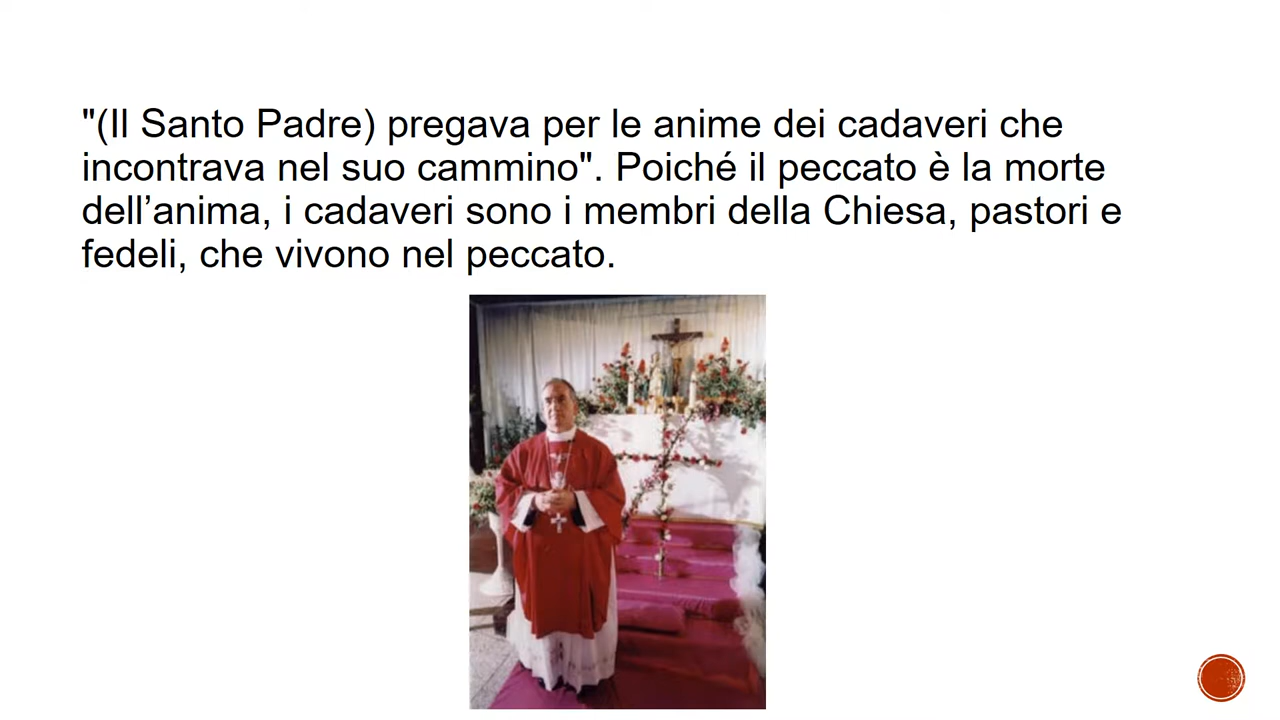 "(Il Santo Padre) pregava per le anime dei cadaveri che
incontrava nel suo cammino". Poiché il peccato è la morte
dell’anima, i cadaveri sono i membri della Chiesa, pastori e
fedeli, che vivono nel peccato.